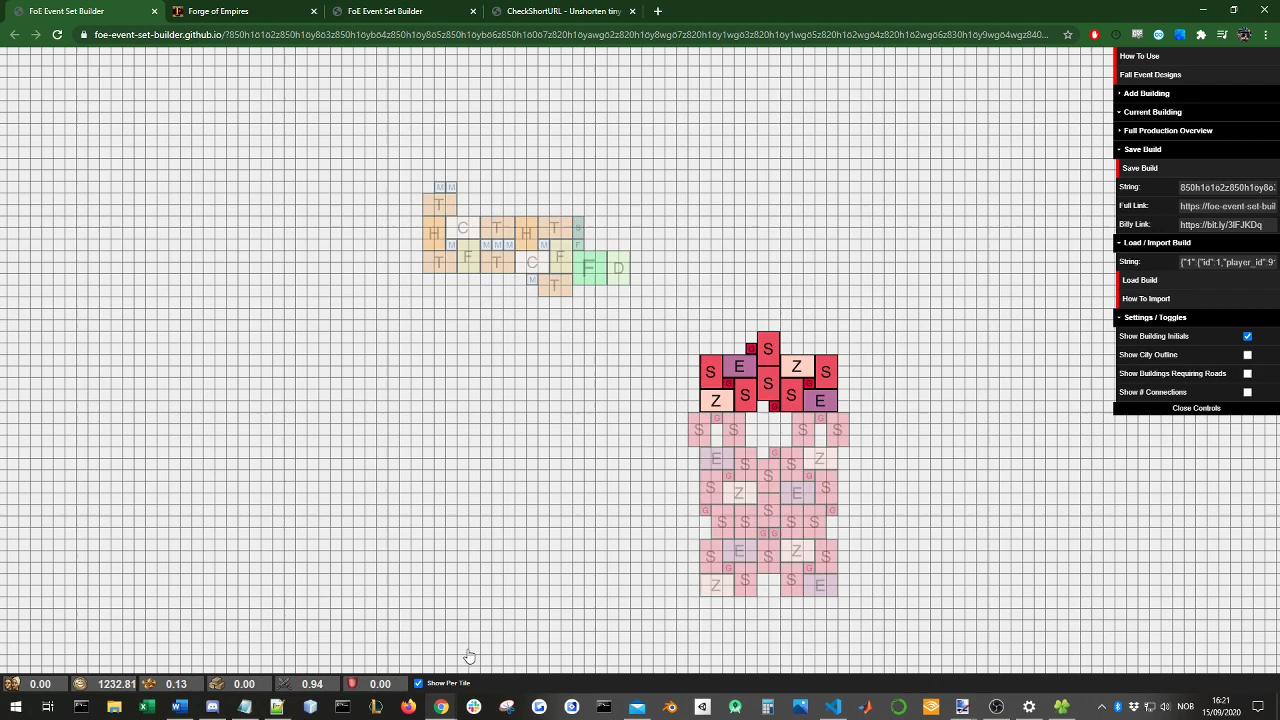 FoE Event Set Builder
Forge of Empires
FoE Event Set Builder
CheckShortURL - Unshorten tiny
foe-event-set-builder.github.io/?850h1o1o2z850h1o1y8o3z850h1o1yb
How To Use
Fall Event Designs
Add Building
Current Building
Full Production Overview
Save Build
Save Build
String: 850h1o1o2z850h1oy8o
Full Link: https://foe-event-set-buil
Bitly Link: https://bit.ly/3lFJKDq
Load / Import Build
String: {"1":{"id":1,"player_id":9
Load Build
How To Import
Settings / Toggles
Show Building Initials
Show City Outline
Show Buildings Requiring Roads
Show # Connections
Close Controls
M M
T
H C T H T S
M M M M M F
T F T C F F D
M T
S
G
S E Z S
S
G G
Z S S E
G
G G
S S S S
E S G S Z
S
S G Z E S
G S S S S S G
G G
S E S Z S
G G
Z S S E
0.00 1232.81 0.13 0.00 0.94 0.00 Show Per Tile
NOB 16:21
15/09/2020